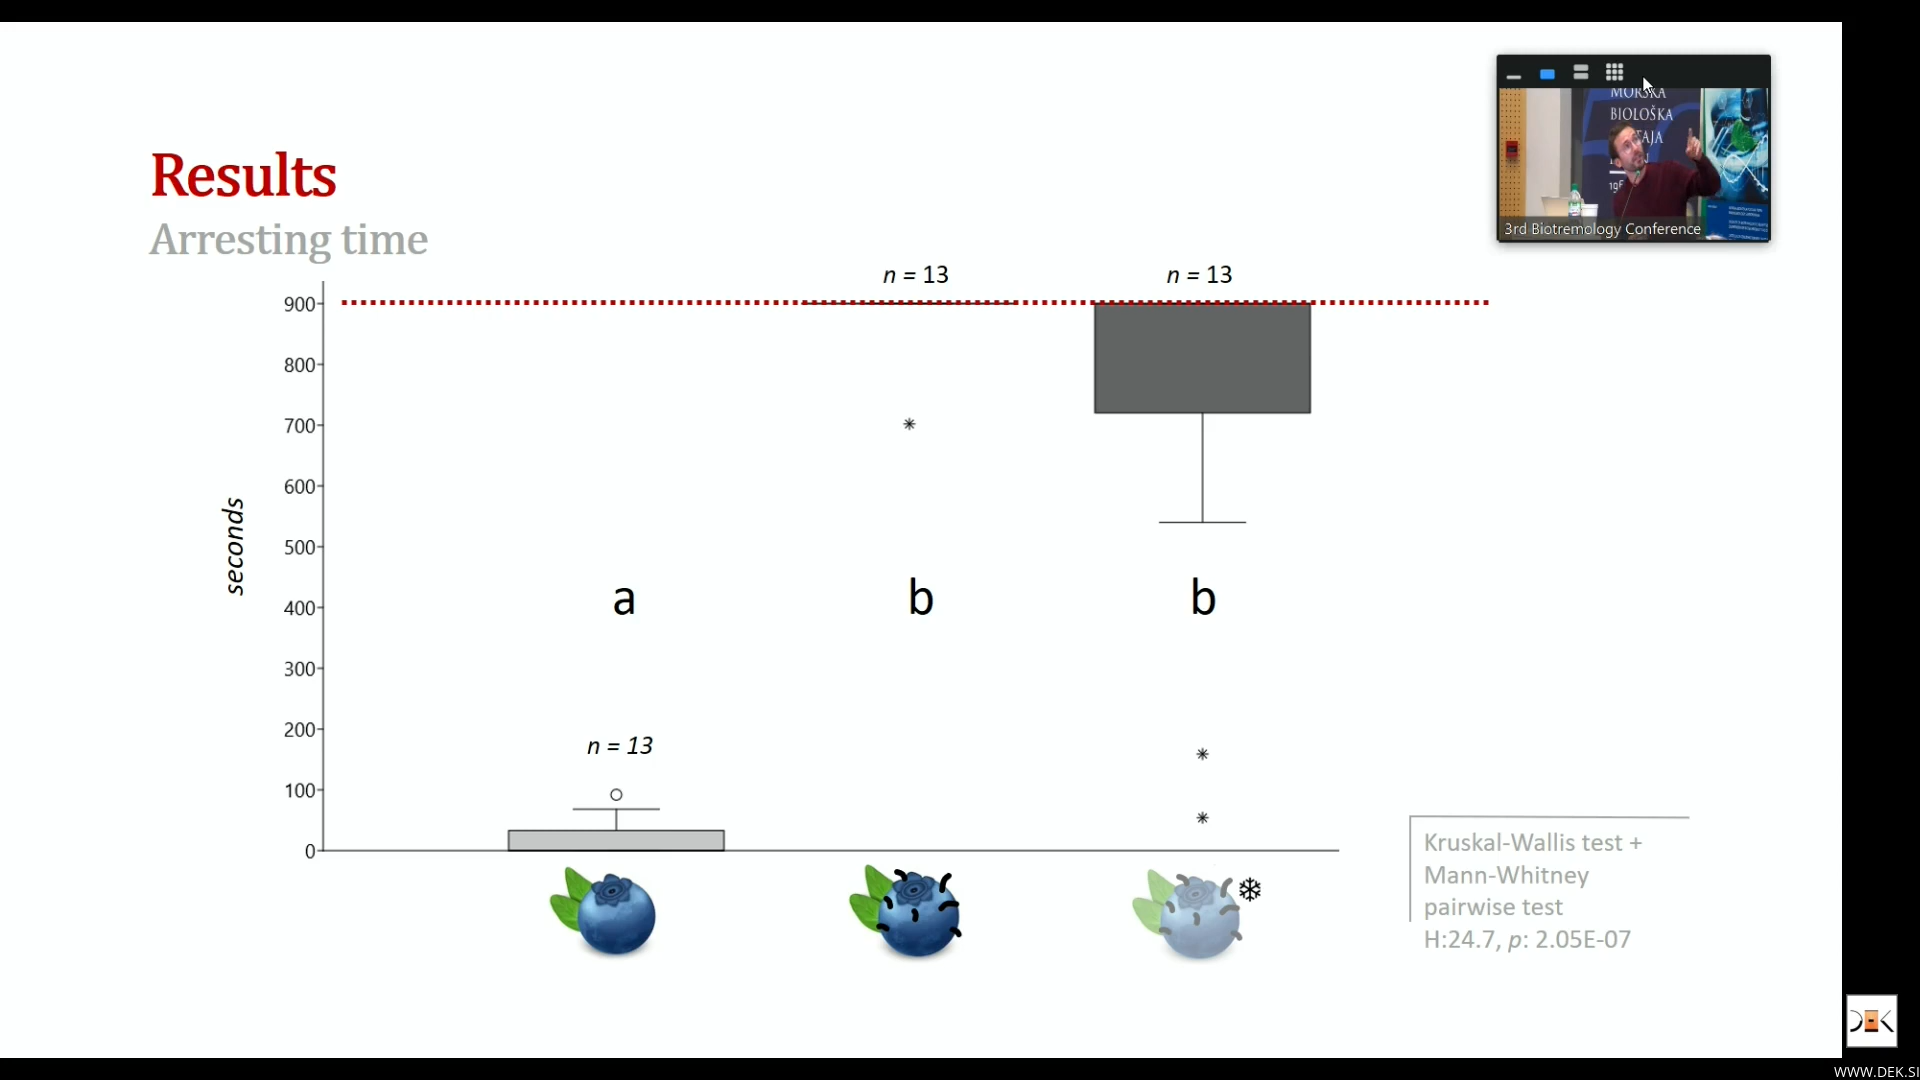 Results
Arresting time
MORSKA
BIOLOŠKA
3rd Biotremology Conference
n = 13
n = 13
900
800
700
600
500
400
300
200
100
0
seconds
a
b
b
n = 13
Kruskal-Wallis test +
Mann-Whitney
pairwise test
H:24.7, p: 2.05E-07
WWW.DEK.SI